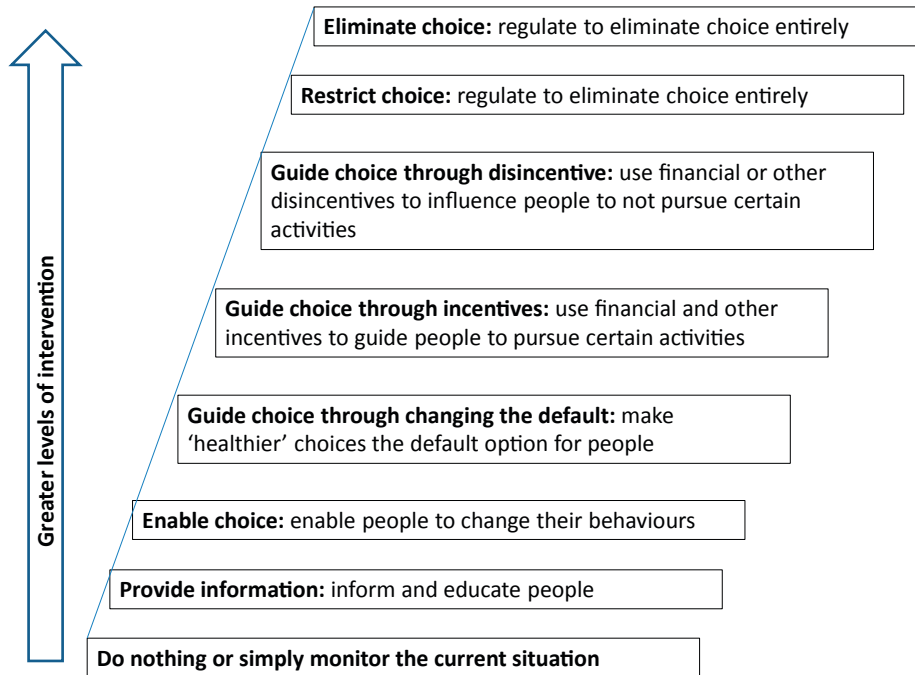 Eliminate choice: regulate to eliminate choice entirely
Restrict choice: regulate to eliminate choice entirely
Guide choice through disincentive: use financial or other
disincentives to influence people to not pursue certain
activities
Guide choice through incentives: use financial and other
incentives to guide people to pursue certain activities
Guide choice through changing the default: make
‘healthier’ choices the default option for people
Enable choice: enable people to change their behaviours
Provide information: inform and educate people
Do nothing or simply monitor the current situation
Greater levels of intervention